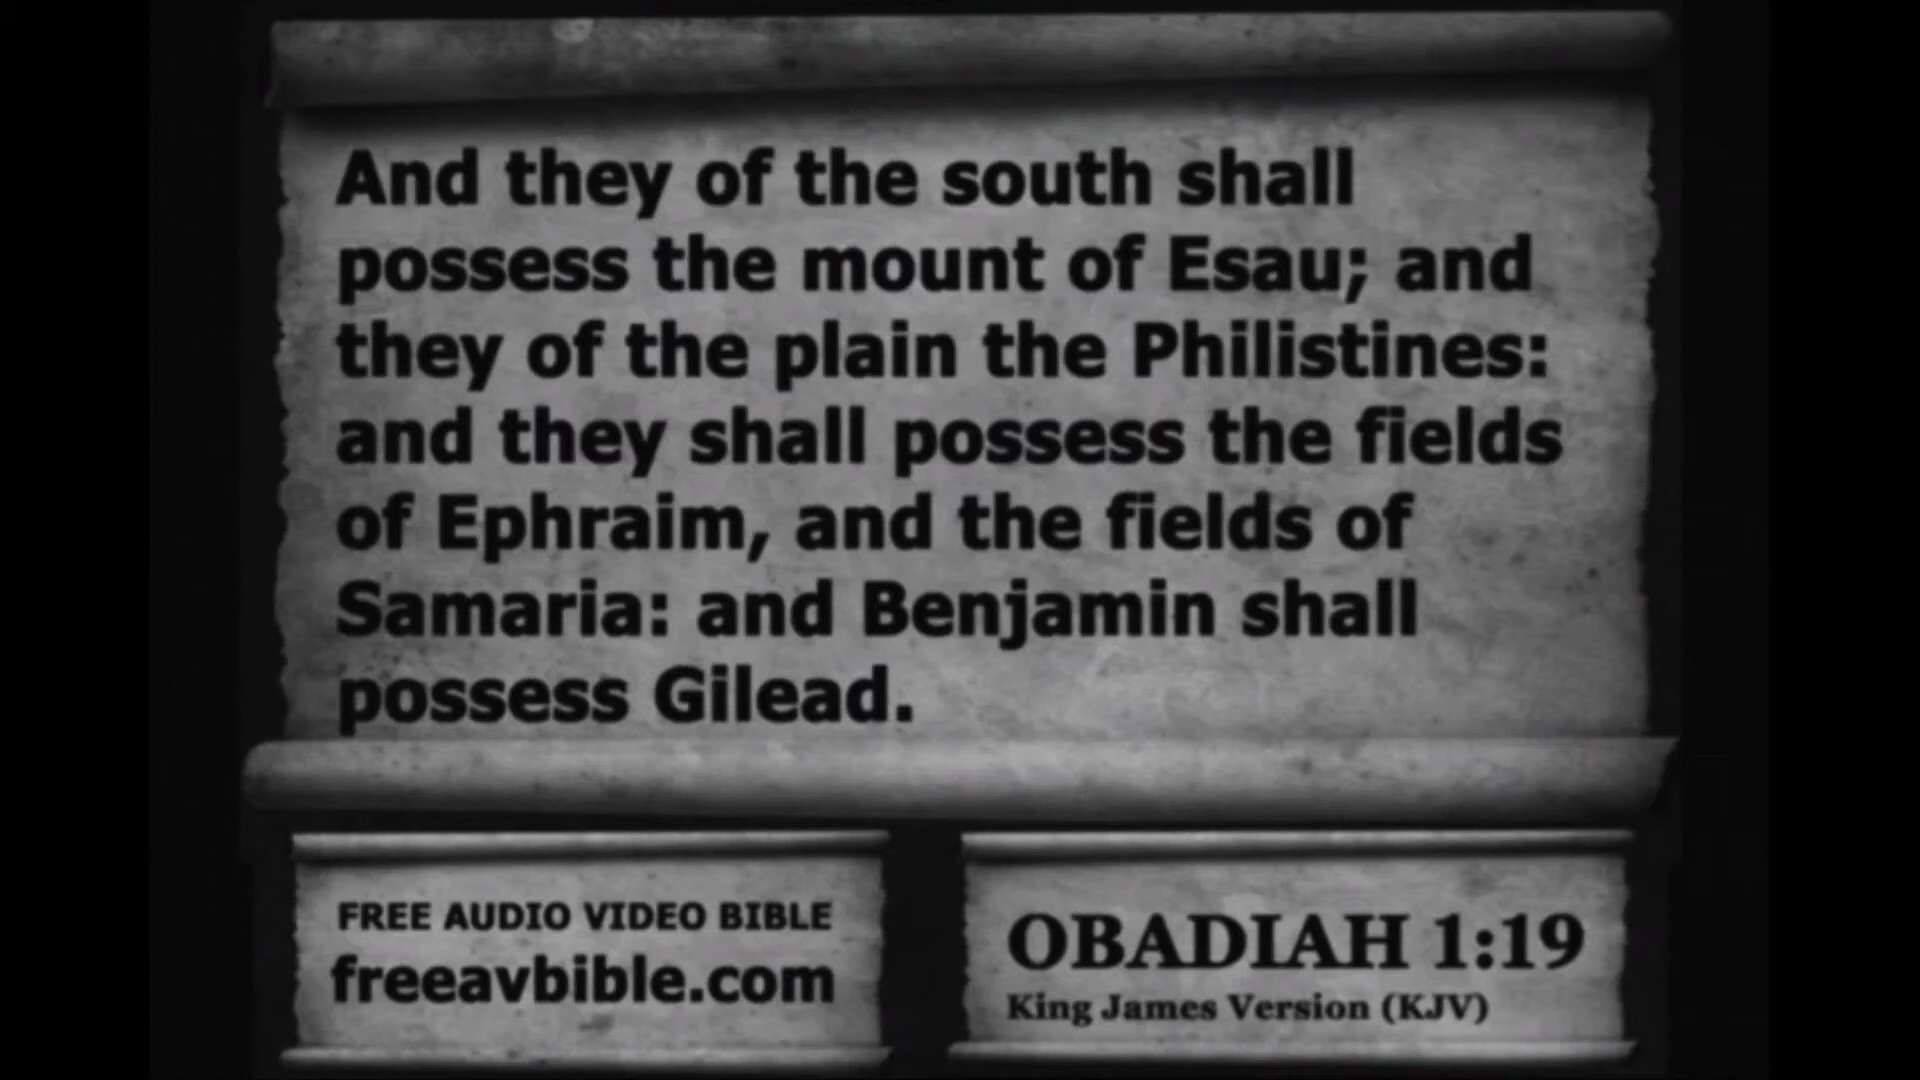 And they of the south shall
possess the mount of Esau; and
they of the plain the Philistines:
and they shall possess the fields
of Ephraim, and the fields of
Samaria: and Benjamin shall
possess Gilead.
FREE AUDIO VIDEO BIBLE
freeavbible.com
OBADIAH 1:19
King James Version (KJV)